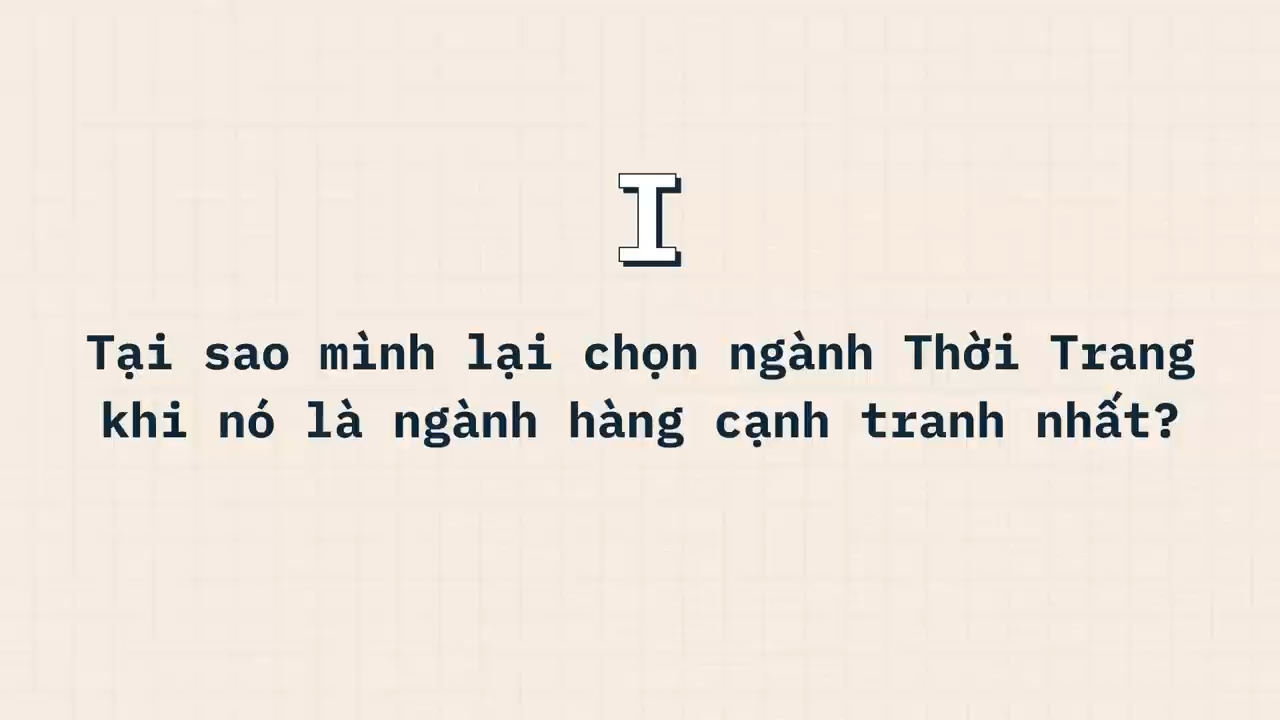 I
Tại sao mình lại chọn ngành Thời Trang
khi nó là ngành hàng cạnh tranh nhất?